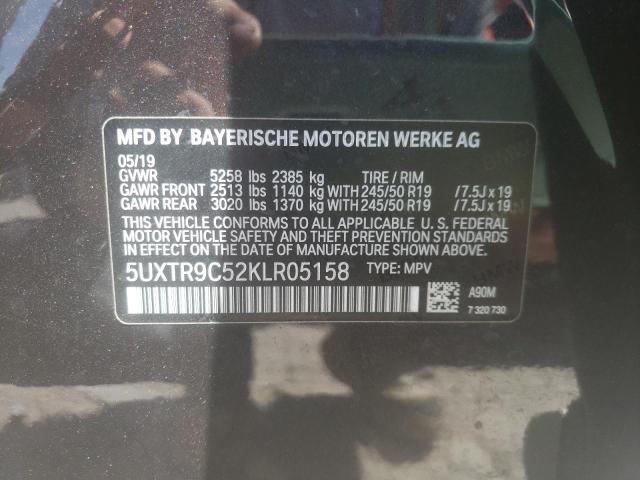 MFD BY BAYERISCHE MOTOREN WERKE AG
05/19
GVWR 5258 lbs 2385 kg TIRE / RIM
GAWR FRONT 2513 lbs 1140 kg WITH 245/50 R19 /7.5J x 19
GAWR REAR 3020 lbs 1370 kg WITH 245/50 R19 /7.5J x 19
THIS VEHICLE CONFORMS TO ALL APPLICABLE U. S. FEDERAL
MOTOR VEHICLE SAFETY AND THEFT PREVENTION STANDARDS
IN EFFECT ON THE DATE OF MANUFACTURE SHOWN ABOVE.
5UXTR9C52KLR05158 TYPE: MPV
A90M
7 320 730